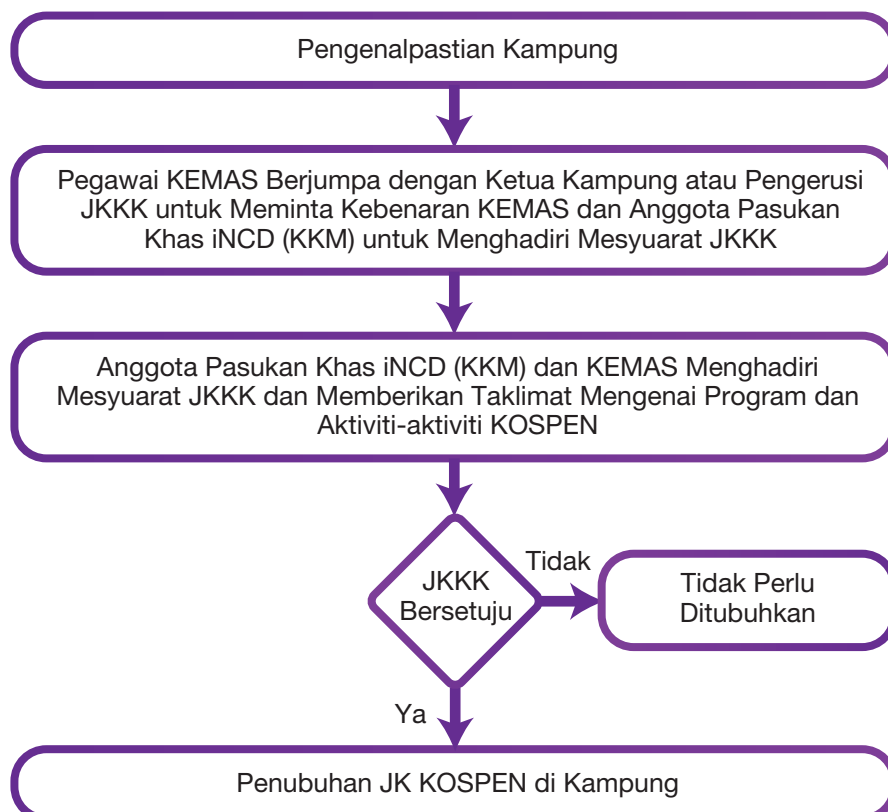 Pengenalpastian Kampung
Pegawai KEMAS Berjumpa dengan Ketua Kampung atau Pengerusi
JKKK untuk Meminta Kebenaran KEMAS dan Anggota Pasukan
Khas iNCD (KKM) untuk Menghadiri Mesyuarat JKKK
Anggota Pasukan Khas iNCD (KKM) dan KEMAS Menghadiri
Mesyuarat JKKK dan Memberikan Taklimat Mengenai Program dan
Aktiviti-aktiviti KOSPEN
JKKK
Bersetuju
Tidak
Tidak Perlu
Ditubuhkan
Ya
Penubuhan JK KOSPEN di Kampung